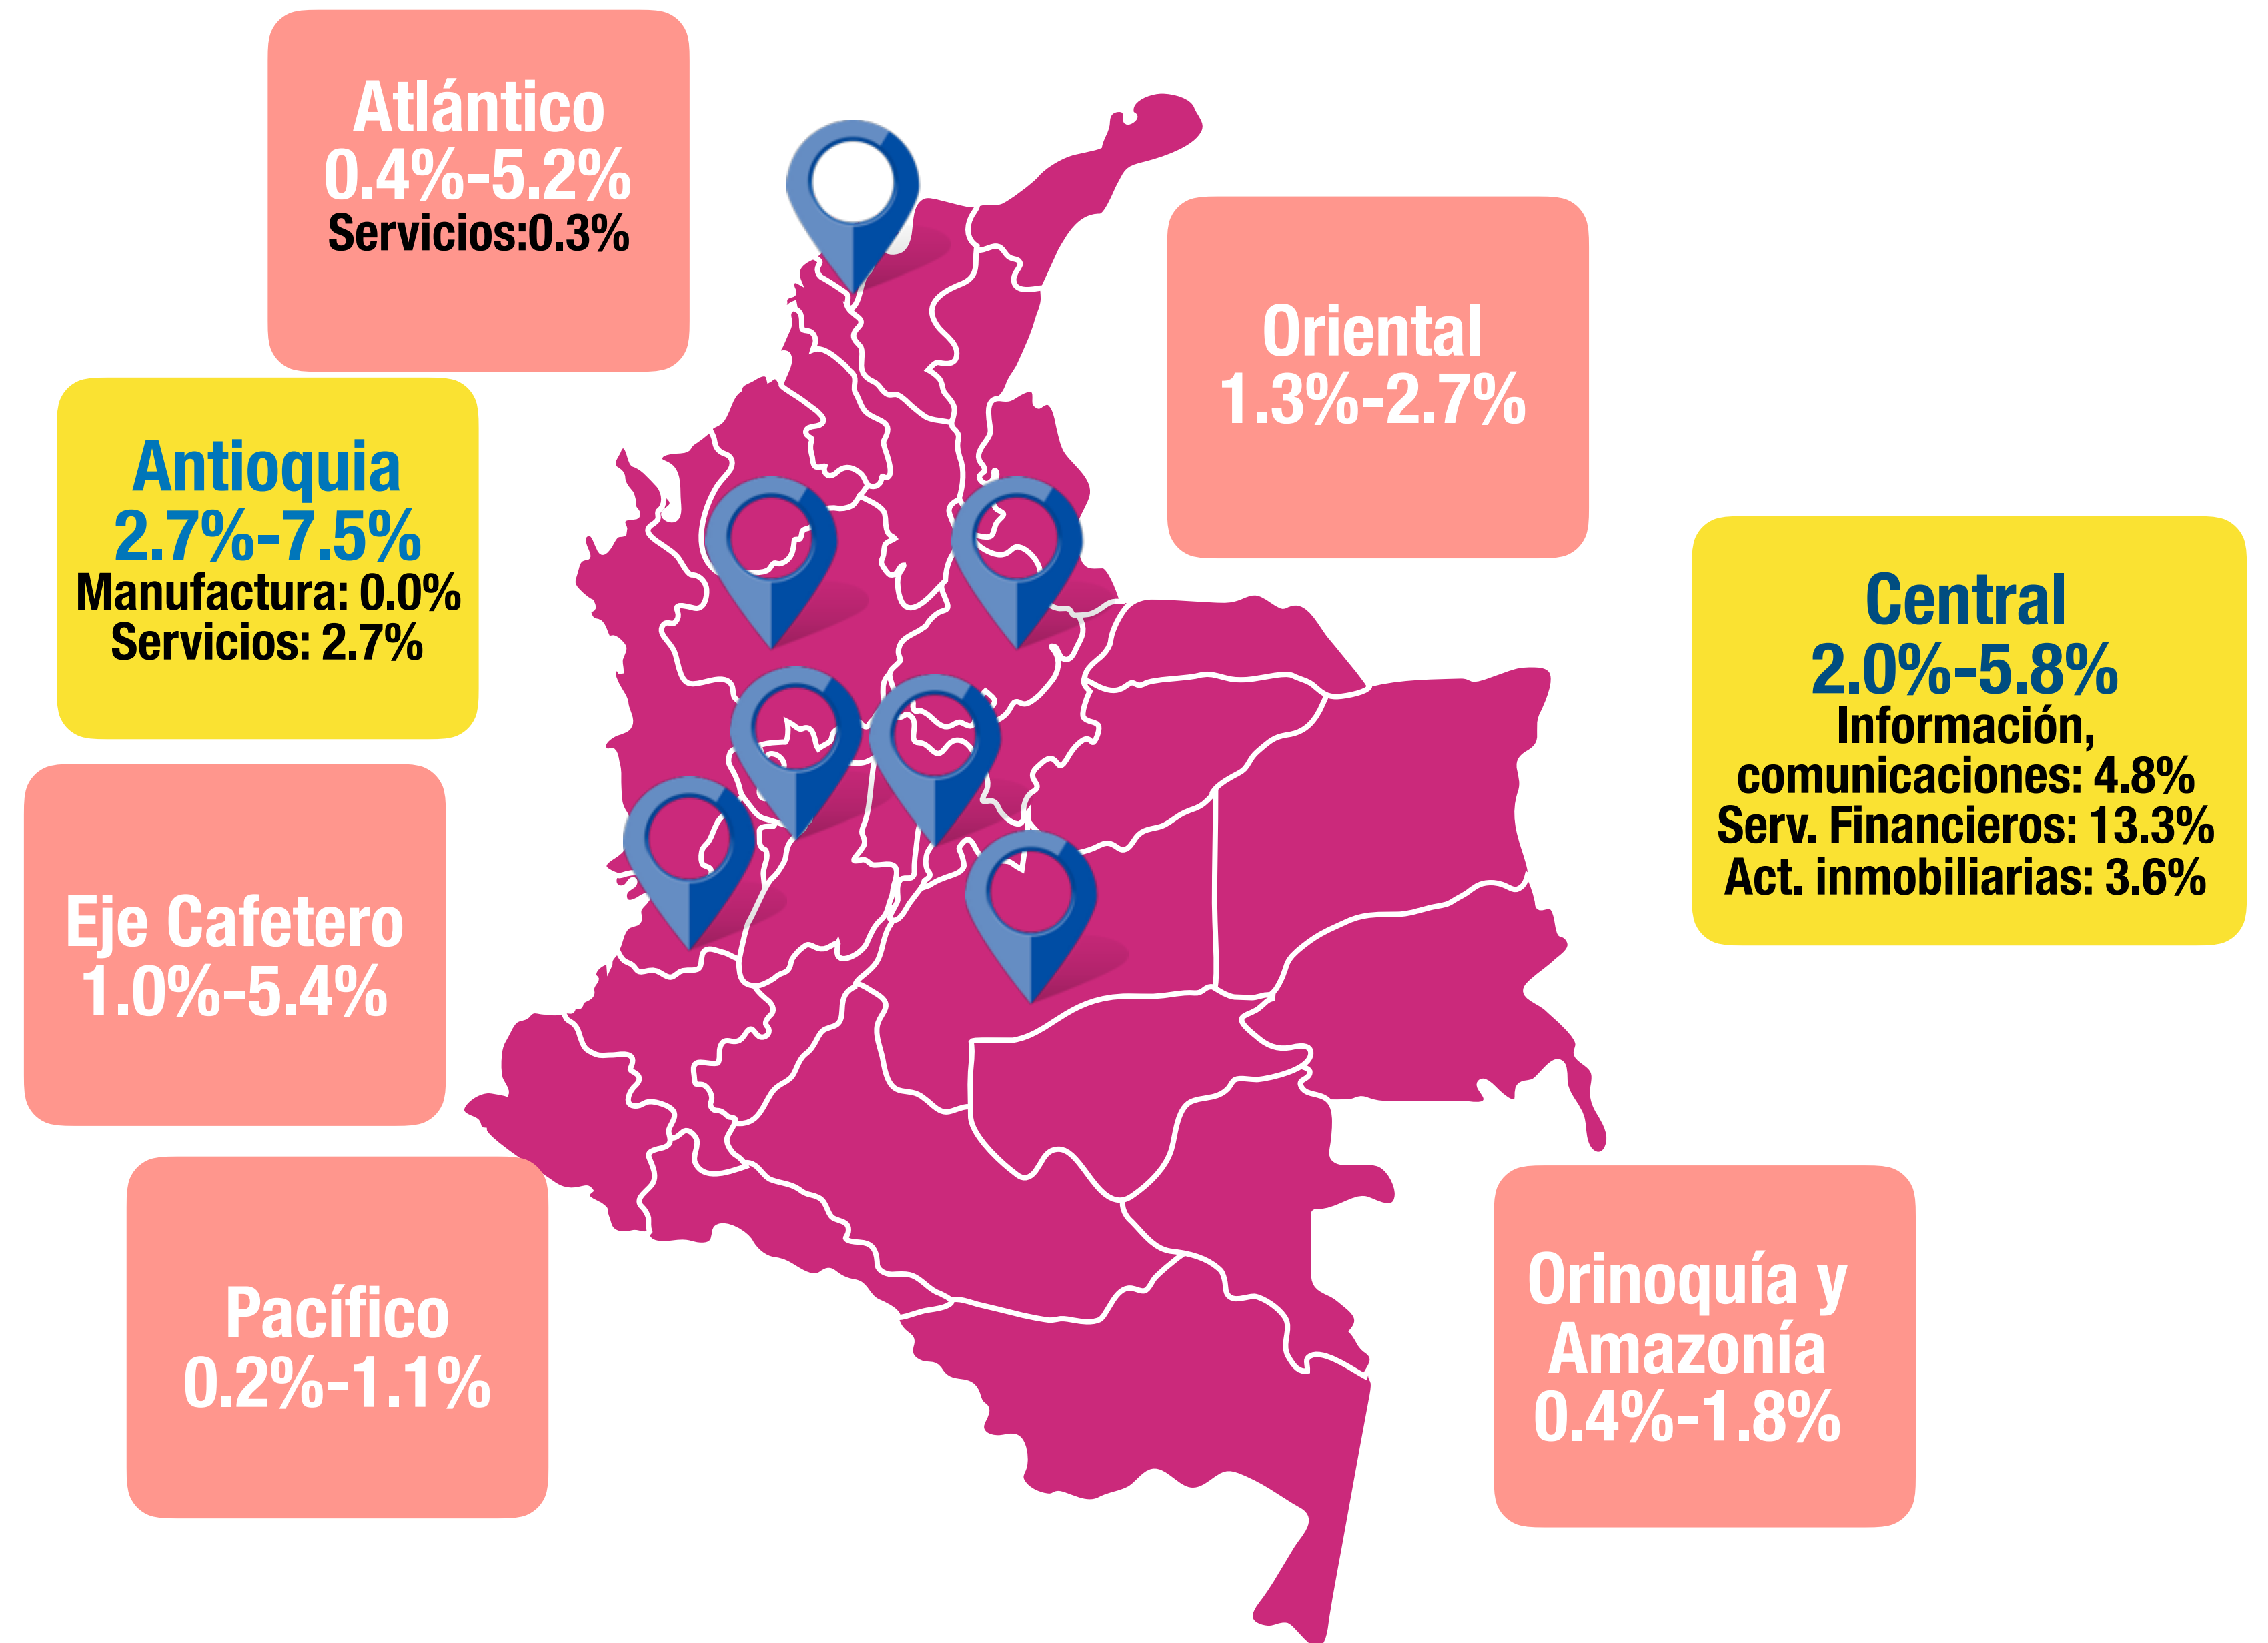 Atlántico
0.4%-5.2%
Servicios:0.3%
Oriental
1.3%-2.7%
Antioquia
2.7%-7.5%
Manufactura: 0.0%
Servicios: 2.7%
Central
2.0%-5.8%
Información,
comunicaciones: 4.8%
Serv. Financieros: 13.3%
Act. inmobiliarias: 3.6%
Eje Cafetero
1.0%-5.4%
Pacífico
0.2%-1.1%
Orinoquía y
Amazonía
0.4%-1.8%